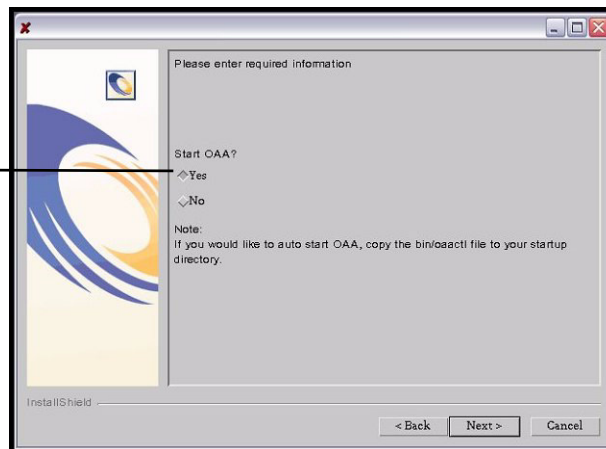 Please enter required information
Start OAA?
Yes
No
Note:
If you would like to auto start OAA, copy the bin/oaactl file to your startup
directory.
InstallShield
< Back
Next >
Cancel